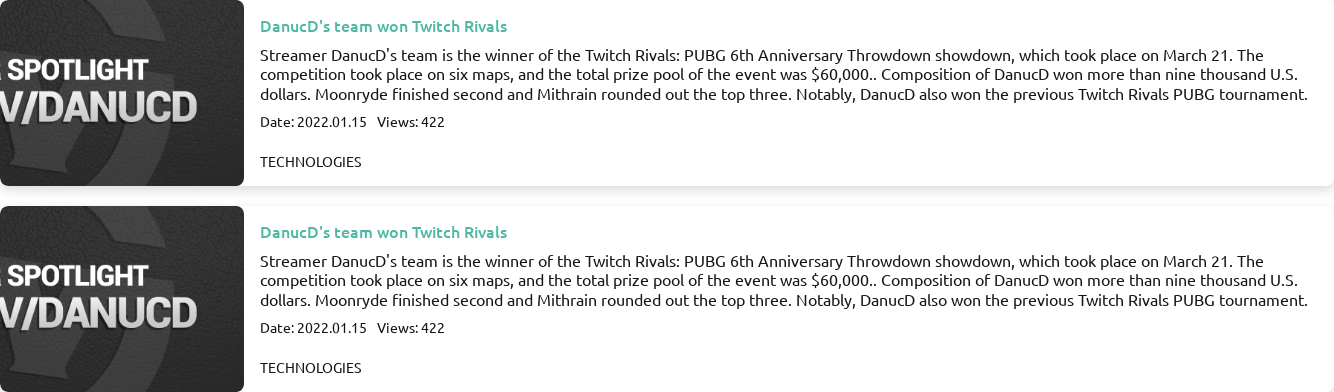 SPOTLIGHT
V/DANUCD
DanucD's team won Twitch Rivals
Streamer DanucD's team is the winner of the Twitch Rivals: PUBG 6th Anniversary Throwdown showdown, which took place on March 21. The
competition took place on six maps, and the total prize pool of the event was $60,000.. Composition of DanucD won more than nine thousand U.S.
dollars. Moonryde finished second and Mithrain rounded out the top three. Notably, DanucD also won the previous Twitch Rivals PUBG tournament.
Date: 2022.01.15 Views: 422
TECHNOLOGIES
SPOTLIGHT
V/DANUCD
DanucD's team won Twitch Rivals
Streamer DanucD's team is the winner of the Twitch Rivals: PUBG 6th Anniversary Throwdown showdown, which took place on March 21. The
competition took place on six maps, and the total prize pool of the event was $60,000.. Composition of DanucD won more than nine thousand U.S.
dollars. Moonryde finished second and Mithrain rounded out the top three. Notably, DanucD also won the previous Twitch Rivals PUBG tournament.
Date: 2022.01.15 Views: 422
TECHNOLOGIES